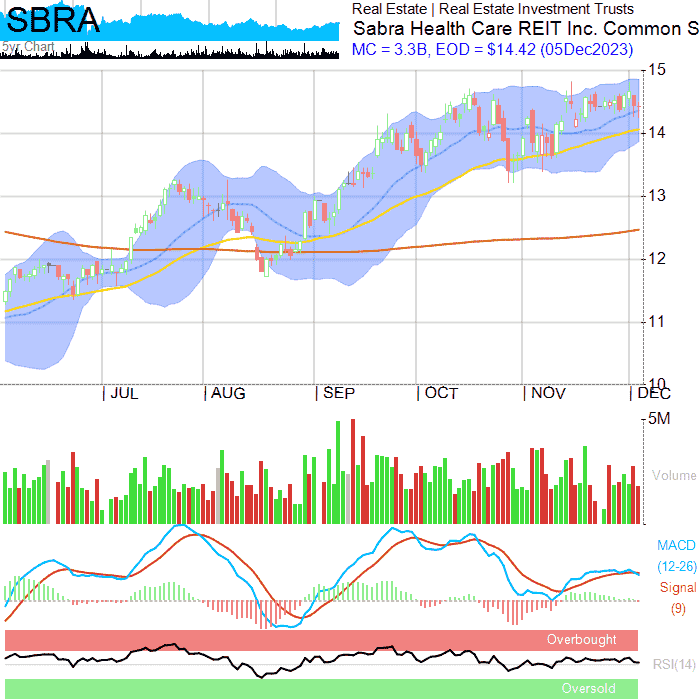 SBRA
5yr Chart
Real Estate | Real Estate Investment Trusts
Sabra Health Care REIT Inc. Common S
MC = 3.3B, EOD = $14.42 (05Dec2023)
15
14
13
12
11
10
JUL AUG SEP OCT NOV DEC
5M
Volume
MACD
(12-26)
Signal
(9)
Overbought
RSI(14)
Oversold